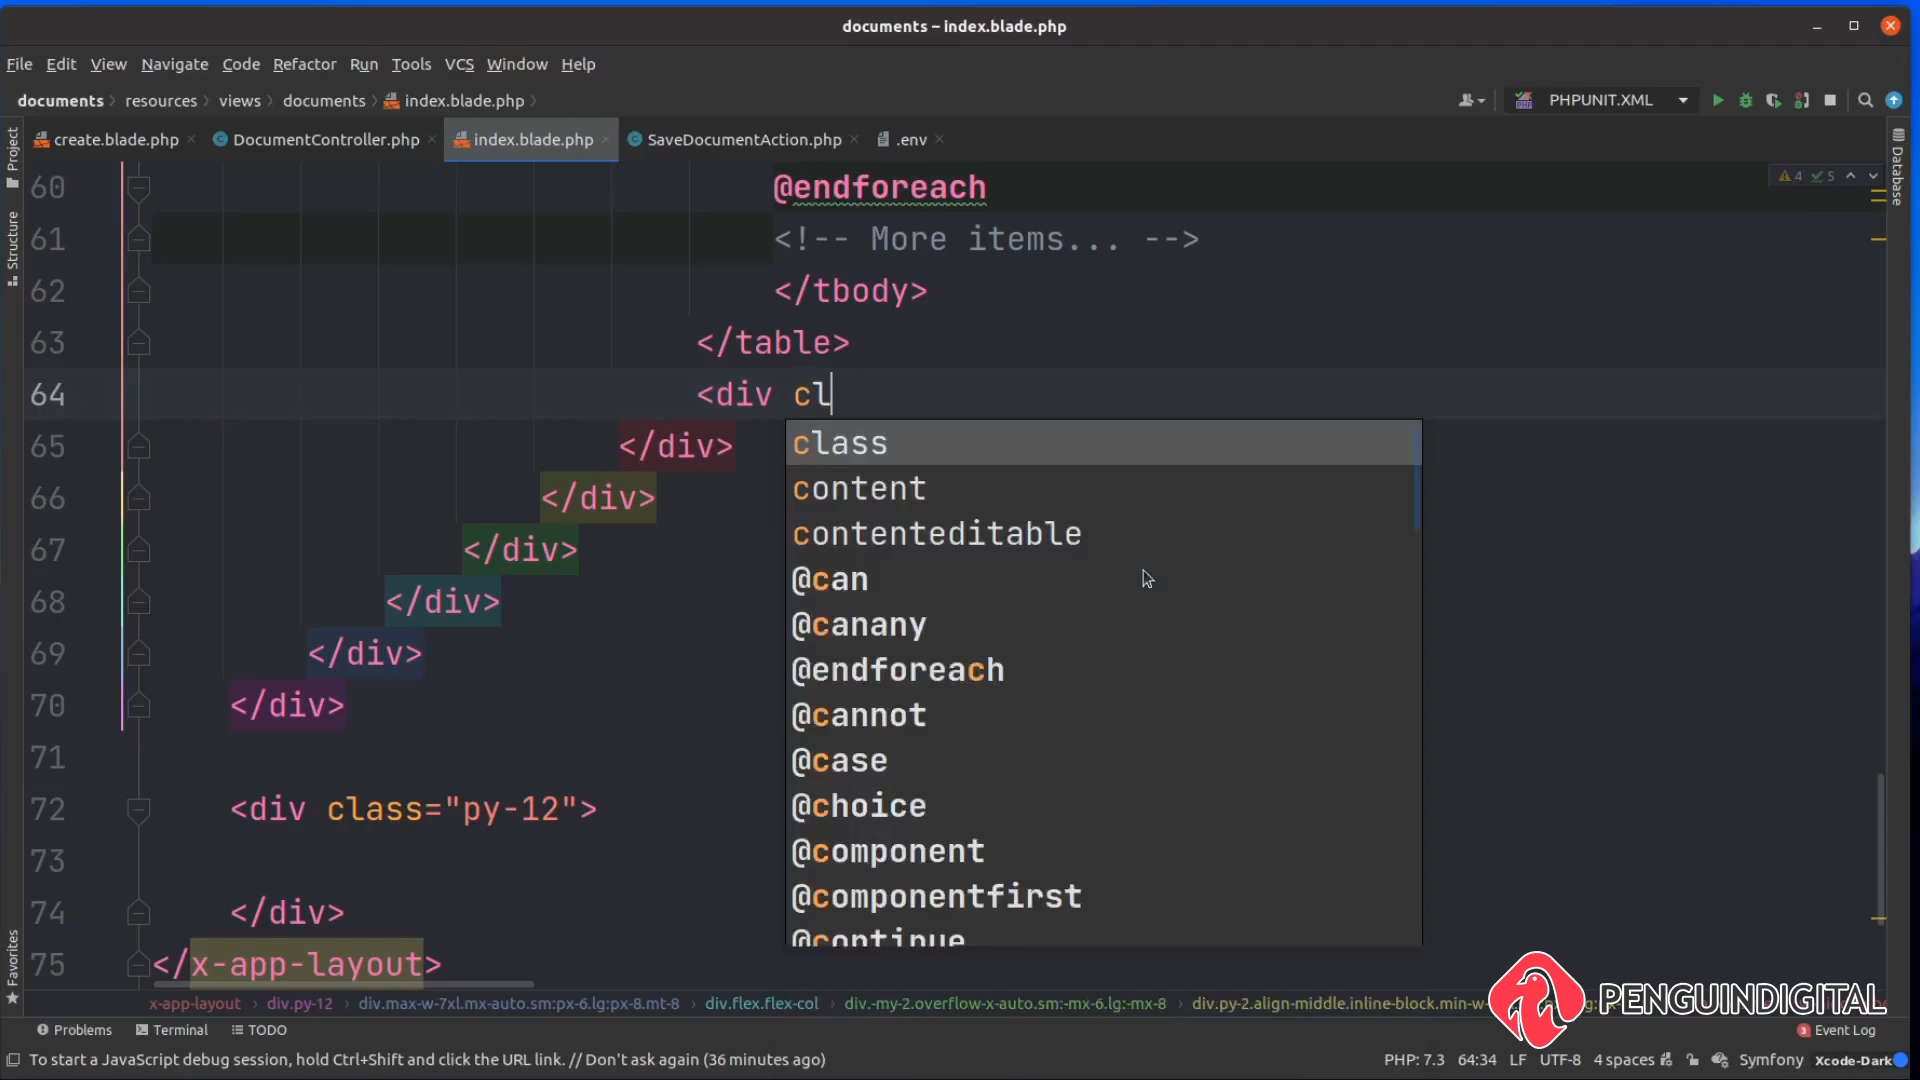 documents – index.blade.php
File Edit View Navigate Code Refactor Run Tools VCS Window Help
documents resources views documents index.blade.php
PHPUNIT.XML
create.blade.php DocumentController.php index.blade.php SaveDocumentAction.php .env
Project
Structure
Favorites
Database
4 5
60 @endforeach
61 <!-- More items... -->
62 </tbody>
63 </table>
64 <div cl
65 </div>
66 </div>
67 </div>
68 </div>
69 </div>
70 </div>
71
72 <div class="py-12">
73
74 </div>
75 </x-app-layout>
class
content
contenteditable
@can
@canany
@endforeach
@cannot
@case
@choice
@component
@componentfirst
@continue
PENGUINDIGITAL
x-app-layout div.py-12 div.max-w-7xl.mx-auto.sm:px-6.lg:px-8.mt-8 div.flex.flex-col div.-my-2.overflow-x-auto.sm:-mx-6.lg:-mx-8 div.py-2.align-middle.inline-block.min-w-
Problems Terminal TODO
3 Event Log
To start a JavaScript debug session, hold Ctrl+Shift and click the URL link. // Don't ask again (36 minutes ago)
PHP: 7.3 64:34 LF UTF-8 4 spaces Symfony Xcode-Dark